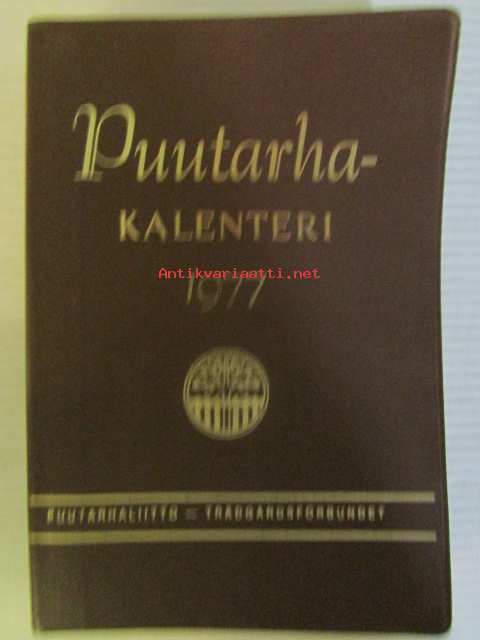 Puutarha-
KALENTERI
Antikvariaatti.net
1977
PUUTARHALIITTO = TRÄDGÅRDSFÖRBUNDET